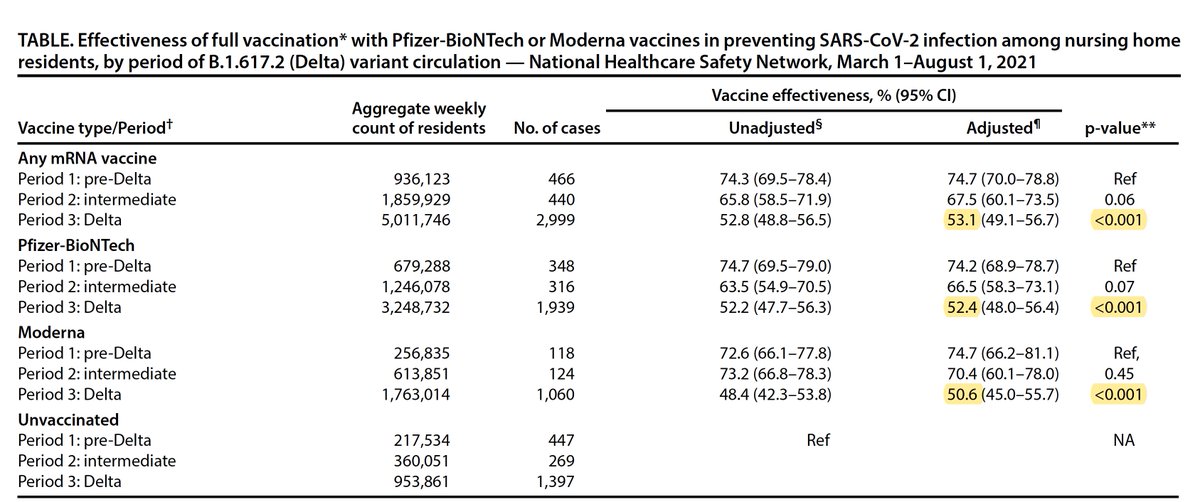 TABLE. Effectiveness of full vaccination* with Pfizer-BioNTech or Moderna vaccines in preventing SARS-CoV-2 infection among nursing home
residents, by period of B.1.617.2 (Delta) variant circulation — National Healthcare Safety Network, March 1–August 1, 2021
Vaccine effectiveness, % (95% CI)
Vaccine type/Period† Aggregate weekly count of residents No. of cases Unadjusted§ Adjusted¶ p-value**
Any mRNA vaccine
Period 1: pre-Delta 936,123 466 74.3 (69.5–78.4) 74.7 (70.0–78.8) Ref
Period 2: intermediate 1,859,929 440 65.8 (58.5–71.9) 67.5 (60.1–73.5) 0.06
Period 3: Delta 5,011,746 2,999 52.8 (48.8–56.5) 53.1 (49.1–56.7) <0.001
Pfizer-BioNTech
Period 1: pre-Delta 679,288 348 74.7 (69.5–79.0) 74.2 (68.9–78.7) Ref
Period 2: intermediate 1,246,078 316 63.5 (54.9–70.5) 66.5 (58.3–73.1) 0.07
Period 3: Delta 3,248,732 1,939 52.2 (47.7–56.3) 52.4 (48.0–56.4) <0.001
Moderna
Period 1: pre-Delta 256,835 118 72.6 (66.1–77.8) 74.7 (66.2–81.1) Ref,
Period 2: intermediate 613,851 124 73.2 (66.8–78.3) 70.4 (60.1–78.0) 0.45
Period 3: Delta 1,763,014 1,060 48.4 (42.3–53.8) 50.6 (45.0–55.7) <0.001
Unvaccinated
Period 1: pre-Delta 217,534 447 Ref NA
Period 2: intermediate 360,051 269
Period 3: Delta 953,861 1,397